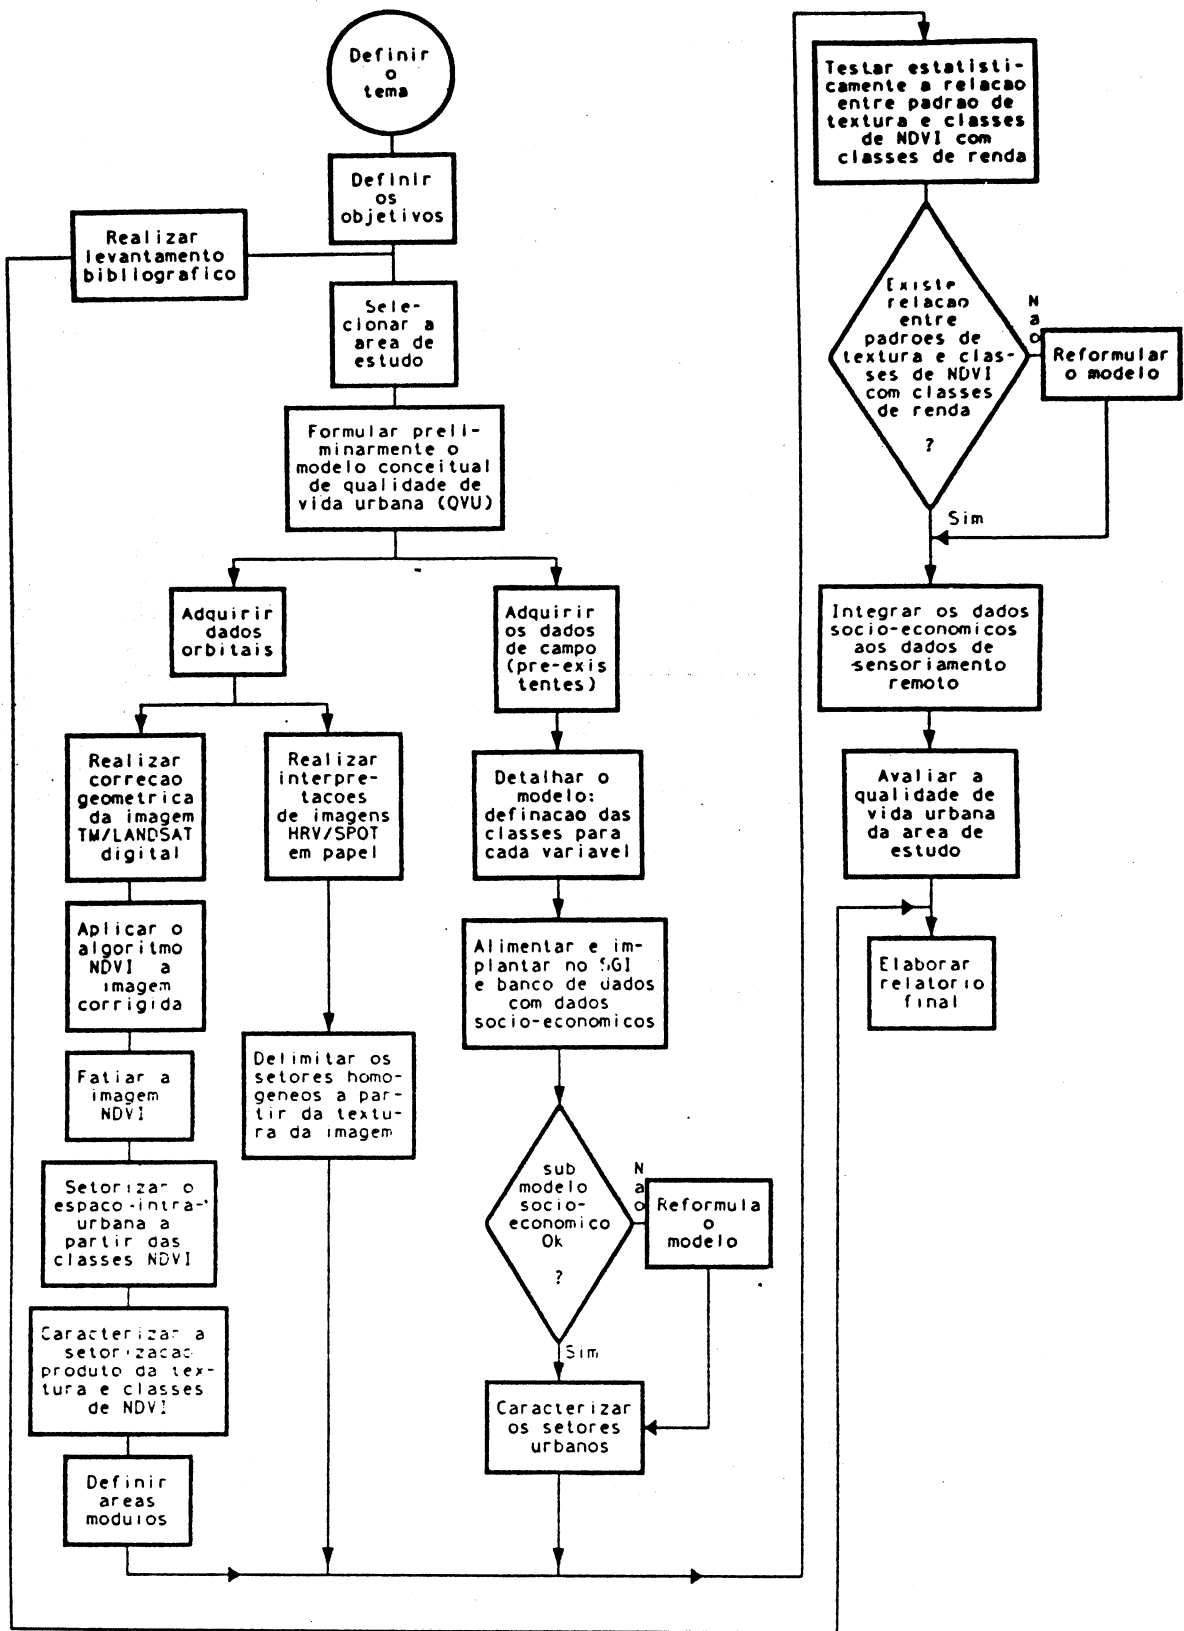 Definir
o
tema
Definir
os
objetivos
Realizar
levantamento
bibliografico
Sele-
cionar a
area de
estudo
Formular preli-
minarmente o
modelo conceitual
de qualidade de
vida urbana (QVU)
Adquirir
dados
orbitais
Adquirir
os dados
de campo
(pre-exis
tentes)
Realizar
correcao
geometrica
da imagem
TM/LANDSAT
digital
Realizar
interpre-
tacoes
de imagens
HRV/SPOT
em papel
Detalhar o
modelo:
definacao das
classes para
cada variavel
Aplicar o
algoritmo
NDVI a
imagem
corrigida
Alimentar e im-
plantar no SGI
e banco de dados
com dados
socio-economicos
Fatiar a
imagem
NDVI
Delimitar os
setores homo-
geneos a par-
tir da textu-
ra da imagem
Setorizar o
espaco-intra-
urbana a
partir das
classes NDVI
sub
modelo
socio-
economico
Ok
?
Nao
Reformula
o
modelo
Sim
Caracterizar a
setorizacao
produto da tex-
tura e classes
de NDVI
Caracterizar
os setores
urbanos
Definir
areas
modulos
Testar estatisti-
camente a relacao
entre padrao de
textura e classes
de NDVI com
classes de renda
Existe
relacao
entre
padroes de
textura e clas-
ses de NDVI
com classes
de renda
?
Nao
Reformular
o modelo
Sim
Integrar os dados
socio-economicos
aos dados de
sensoriamento
remoto
Avaliar a
qualidade de
vida urbana
da area de
estudo
Elaborar
relatorio
final